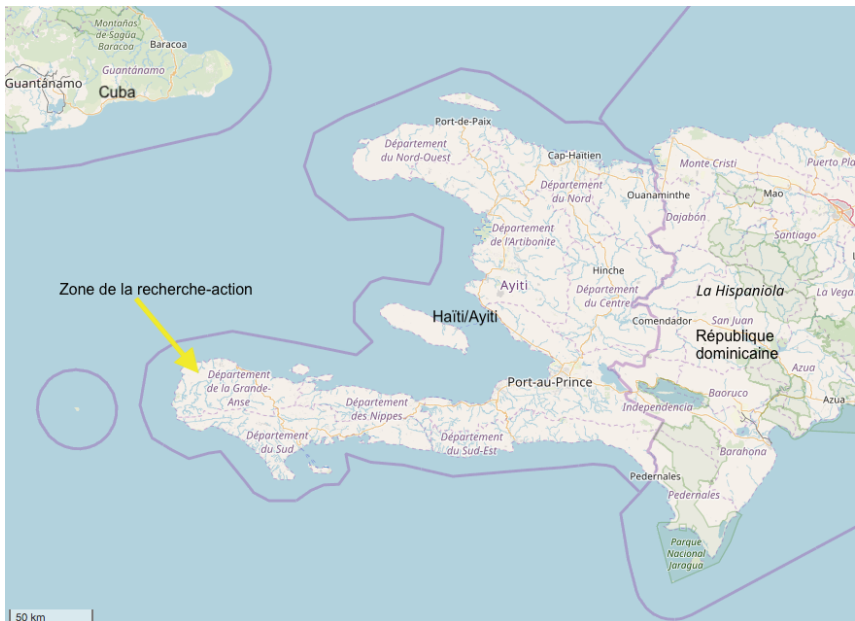 Montañas
de Sagua
Baracoa
Baracoa
Guantánamo
Guantánamo
Cuba
Port-de-Paix
Département
du Nord-Ouest
Cap-Haïtien
Monte Cristi
Puerto Pla
Département
du Nord
Ouanaminthe
Mao
Dajabón
Santiago
Département
de l'Artibonite
Hinche
Zone de la recherche-action
Ayiti
Département
du Centre
La Hispaniola
La Vega
Haïti/Ayiti
Comendador
San Juan
République
dominicaine
Département
de la Grande-
Anse
Port-au-Prince
Azua
Baoruco
Azua
Département
des Nippes
Independencia
Département
du Sud
Département
du Sud-Est
Barahona
Pedernales
Pedernales
Parque
Nacional
Jaragua
50 km